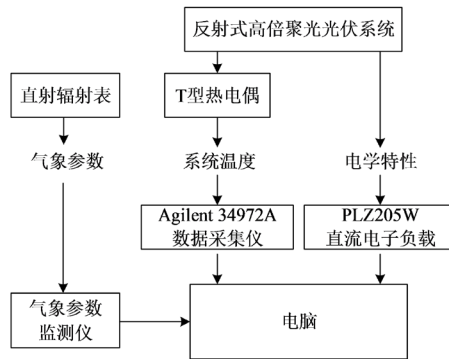 反射式高倍聚光光伏系统
直射辐射表
T型热电偶
气象参数
系统温度
电学特性
Agilent 34972A
数据采集仪
PLZ205W
直流电子负载
气象参数
监测仪
电脑